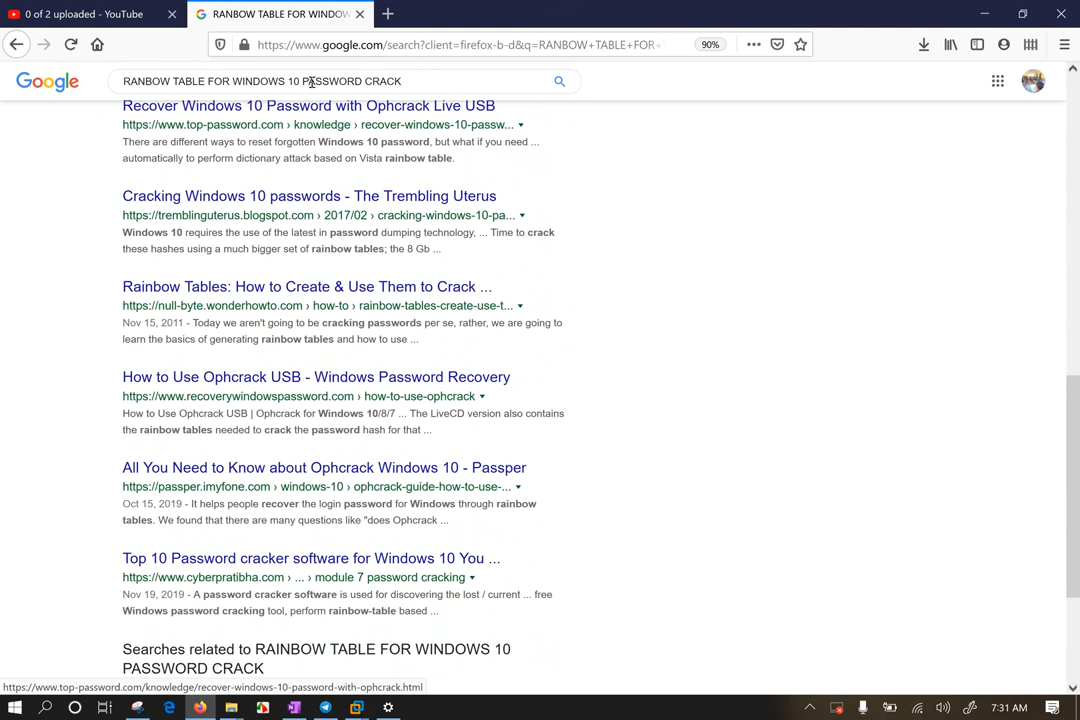 0 of 2 uploaded - YouTube
RANBOW TABLE FOR WINDOW
https://www.google.com/search?client=firefox-b-d&q=RANBOW+TABLE+FOR+
90%
Google
RANBOW TABLE FOR WINDOWS 10 PASSWORD CRACK
Recover Windows 10 Password with Ophcrack Live USB
https://www.top-password.com › knowledge › recover-windows-10-passw...
There are different ways to reset forgotten Windows 10 password, but what if you need ...
automatically to perform dictionary attack based on Vista rainbow table.
Cracking Windows 10 passwords - The Trembling Uterus
https://tremblinguterus.blogspot.com › 2017/02 › cracking-windows-10-pa...
Windows 10 requires the use of the latest in password dumping technology, ... Time to crack
these hashes using a much bigger set of rainbow tables; the 8 Gb ...
Rainbow Tables: How to Create & Use Them to Crack ...
https://null-byte.wonderhowto.com › how-to › rainbow-tables-create-use-t...
Nov 15, 2011 - Today we aren't going to be cracking passwords per se, rather, we are going to
learn the basics of generating rainbow tables and how to use ...
How to Use Ophcrack USB - Windows Password Recovery
https://www.recoverywindowspassword.com › how-to-use-ophcrack
How to Use Ophcrack USB | Ophcrack for Windows 10/8/7 ... The LiveCD version also contains
the rainbow tables needed to crack the password hash for that ...
All You Need to Know about Ophcrack Windows 10 - Passper
https://passper.imyfone.com › windows-10 › ophcrack-guide-how-to-use-...
Oct 15, 2019 - It helps people recover the login password for Windows through rainbow
tables. We found that there are many questions like "does Ophcrack ...
Top 10 Password cracker software for Windows 10 You ...
https://www.cyberpratibha.com › ... › module 7 password cracking
Nov 19, 2019 - A password cracker software is used for discovering the lost / current ... free
Windows password cracking tool, perform rainbow-table based ...
Searches related to RAINBOW TABLE FOR WINDOWS 10
PASSWORD CRACK
https://www.top-password.com/knowledge/recover-windows-10-password-with-ophcrack.html
7:31 AM